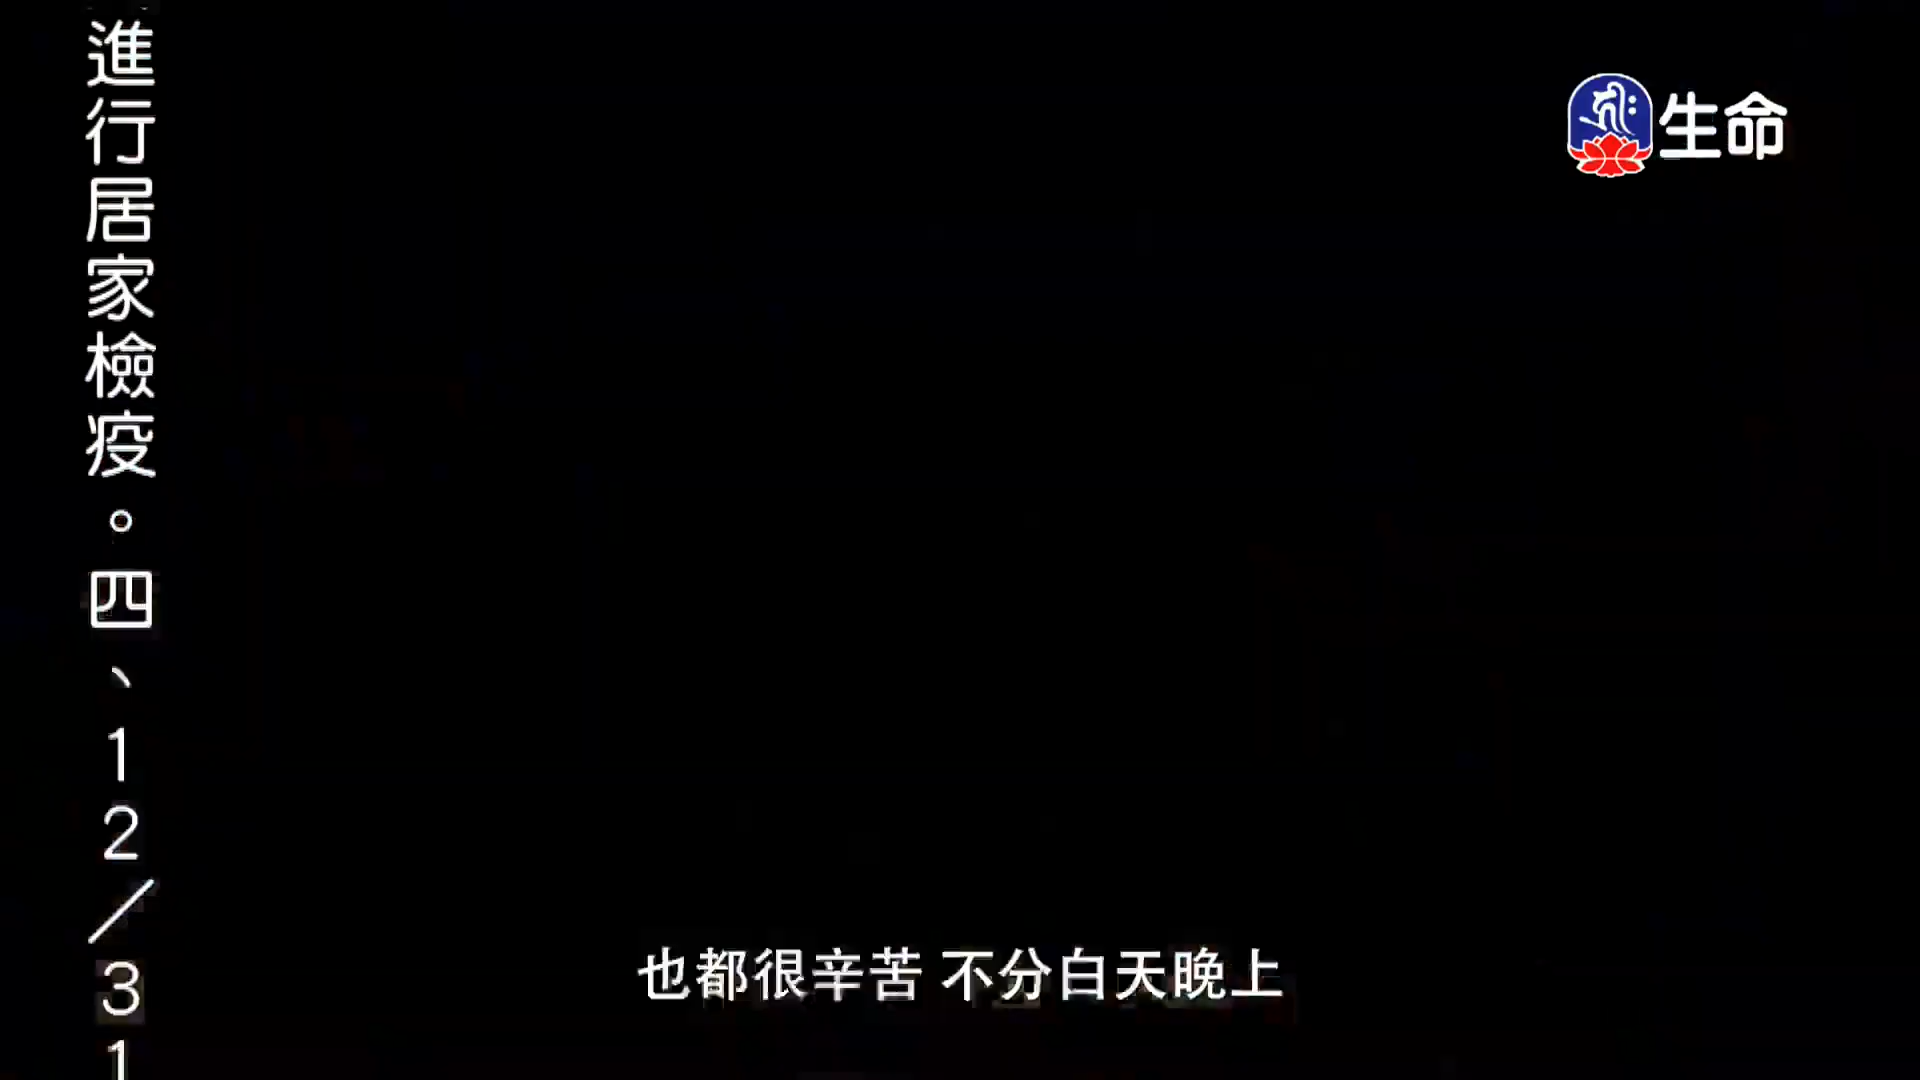 進行居家檢疫。四、12／31
生命
也都很辛苦 不分白天晚上